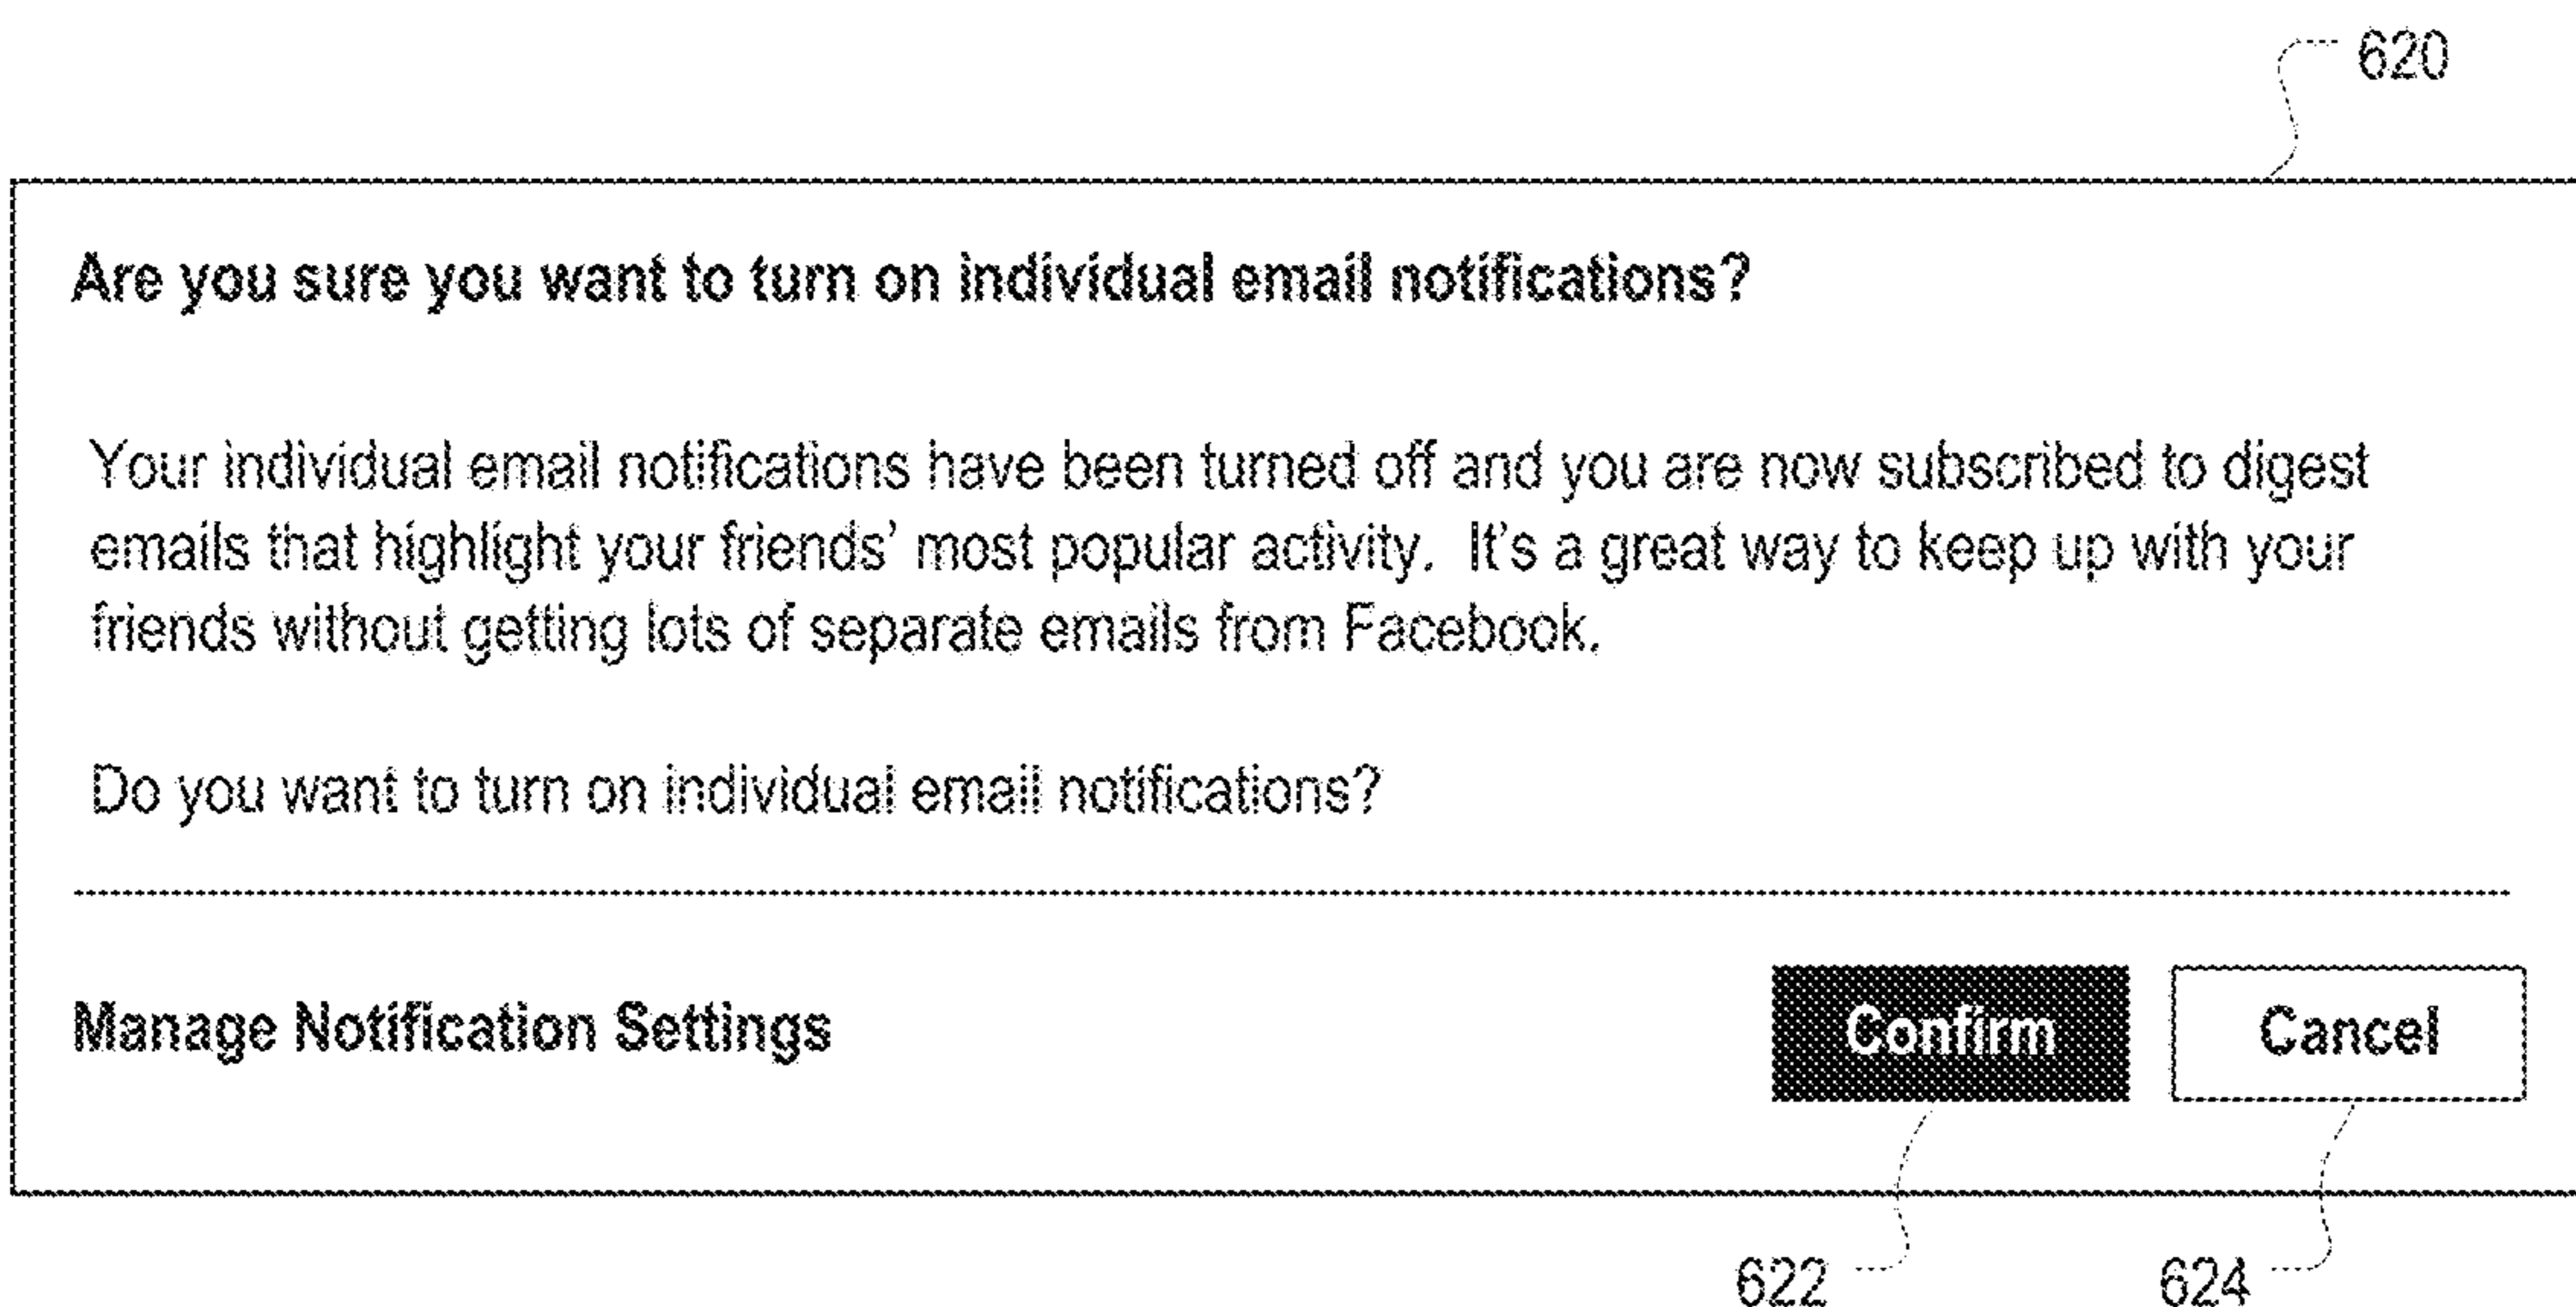 620
Are you sure you want to turn on individual email notifications?
Your individual email notifications have been turned off and you are now subscribed to digest
emails that highlight your friends’ most popular activity.  It’s a great way to keep up with your
friends without getting lots of separate emails from Facebook.
Do you want to turn on individual email notifications?
Manage Notification Settings
Confirm
Cancel
622
624